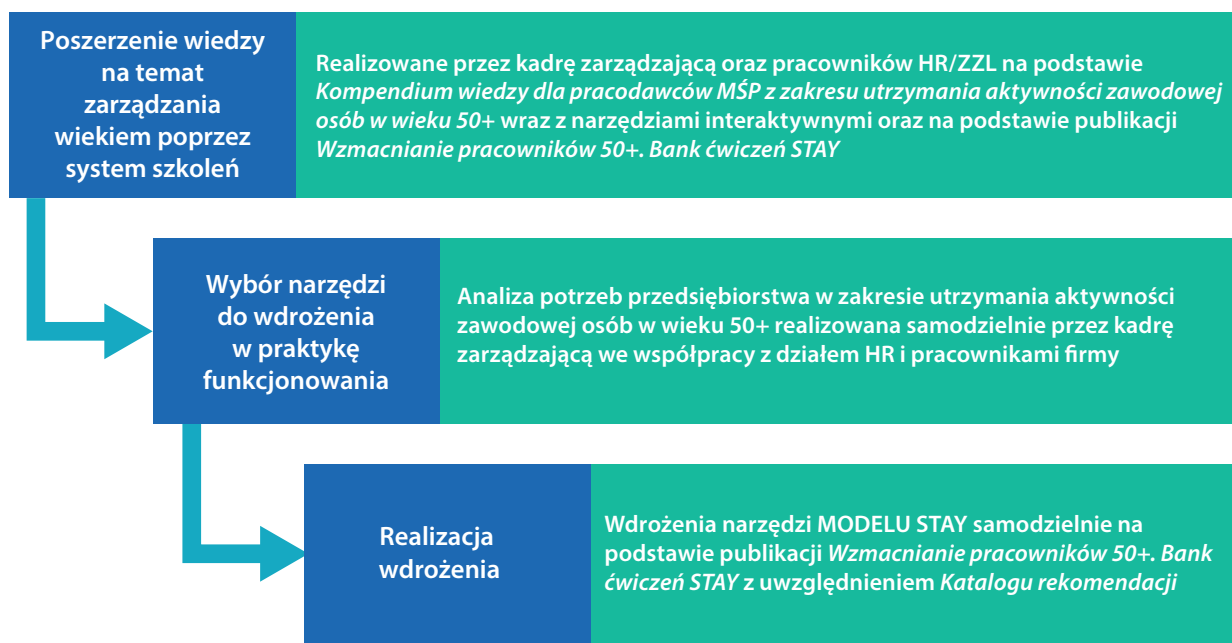 Poszerzenie wiedzy
na temat
zarządzania
wiekiem poprzez
system szkoleń
Realizowane przez kadrę zarządzającą oraz pracowników HR/ZZL na podstawie
Kompendium wiedzy dla pracodawców MŚP z zakresu utrzymania aktywności zawodowej
osób w wieku 50+ wraz z narzędziami interaktywnymi oraz na podstawie publikacji
Wzmacnianie pracowników 50+. Bank ćwiczeń STAY
Wybór narzędzi
do wdrożenia
w praktykę
funkcjonowania
Analiza potrzeb przedsiębiorstwa w zakresie utrzymania aktywności
zawodowej osób w wieku 50+ realizowana samodzielnie przez kadrę
zarządzającą we współpracy z działem HR i pracownikami firmy
Realizacja
wdrożenia
Wdrożenia narzędzi MODELU STAY samodzielnie na
podstawie publikacji Wzmacnianie pracowników 50+. Bank
ćwiczeń STAY z uwzględnieniem Katalogu rekomendacji